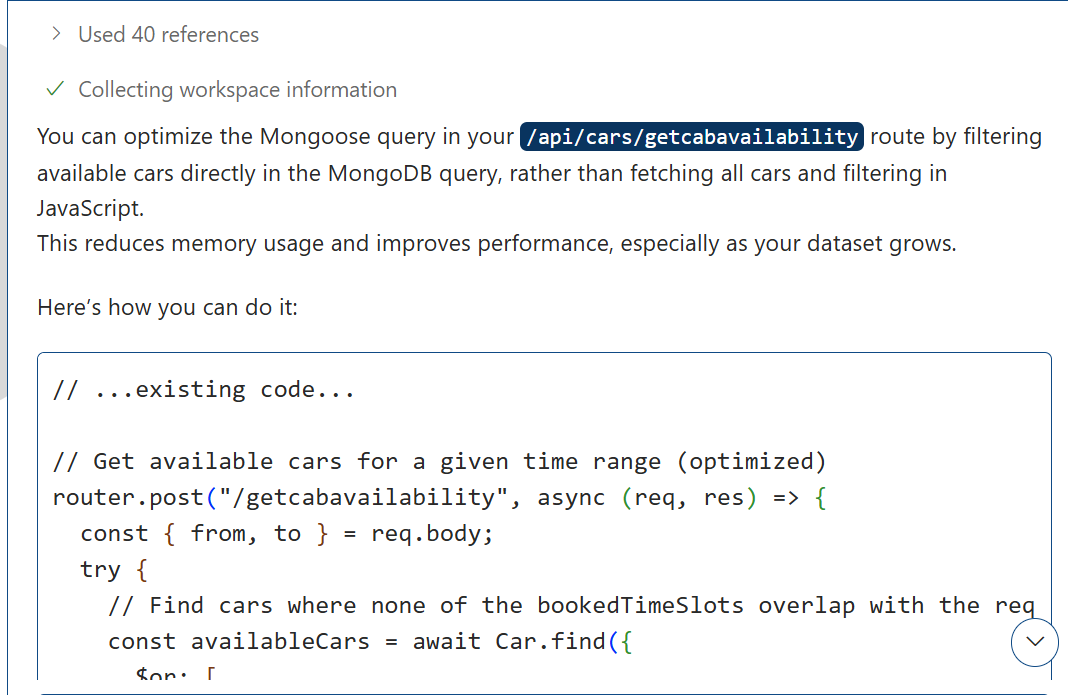 Used 40 references
Collecting workspace information
You can optimize the Mongoose query in your /api/cars/getcabavailability route by filtering
available cars directly in the MongoDB query, rather than fetching all cars and filtering in
JavaScript.
This reduces memory usage and improves performance, especially as your dataset grows.
Here's how you can do it:
// ...existing code...
// Get available cars for a given time range (optimized)
router.post("/getcabavailability", async (req, res) => {
const { from, to } = req.body;
try {
// Find cars where none of the bookedTimeSlots overlap with the req
const availableCars = await Car.find({
$or: [